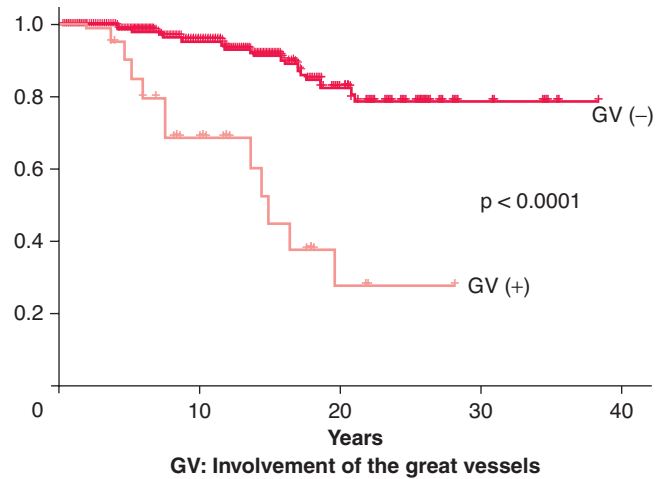 1.0
0.8
GV (–)
0.6
p < 0.0001
0.4
GV (+)
0.2
0 10 20 30 40
Years
GV: Involvement of the great vessels